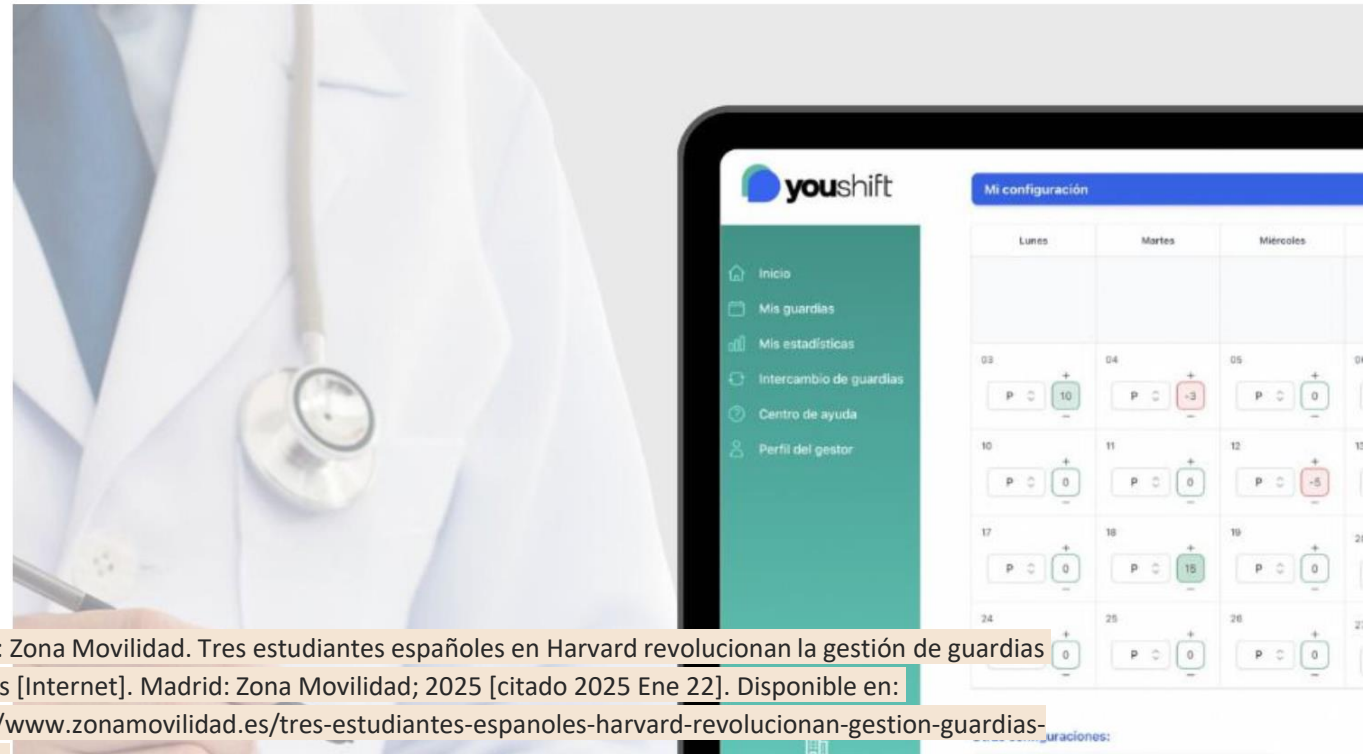 youshift
Mi configuración
Lunes Martes Miércoles
Inicio
Mis guardias
Mis estadísticas
Intercambio de guardias
Centro de ayuda
Perfil del gestor
03 04 05
+ + +
P 10 P -3 P 0
− − −
10 11 12
+ + +
P 0 P 0 P -5
− − −
17 18 19
+ + +
P 0 P 15 P 0
− − −
24 25 26
+ + +
0 P 0 P 0
− −
: Zona Movilidad. Tres estudiantes españoles en Harvard revolucionan la gestión de guardias
s [Internet]. Madrid: Zona Movilidad; 2025 [citado 2025 Ene 22]. Disponible en:
/www.zonamovilidad.es/tres-estudiantes-espanoles-harvard-revolucionan-gestion-guardias-
uraciones: